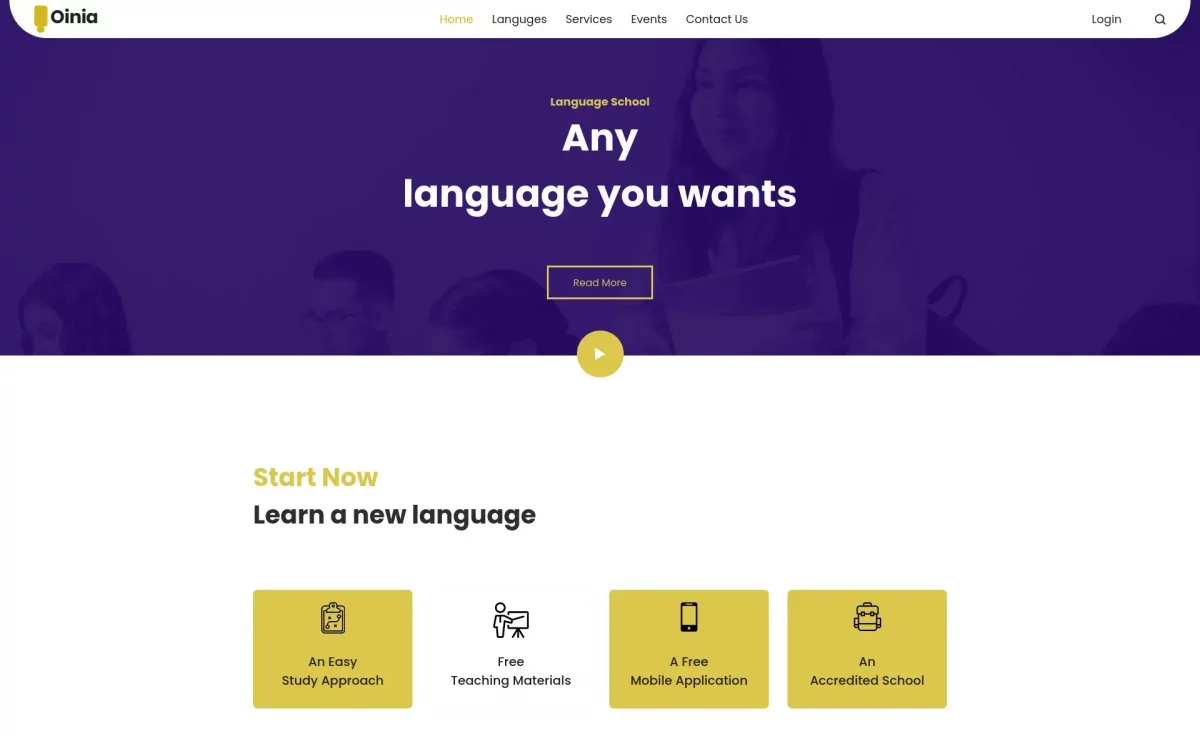 Oinia
Home Languges Services Events Contact Us
Login
Language School
Any
language you wants
Read More
Start Now
Learn a new language
An Easy
Study Approach
Free
Teaching Materials
A Free
Mobile Application
An
Accredited School